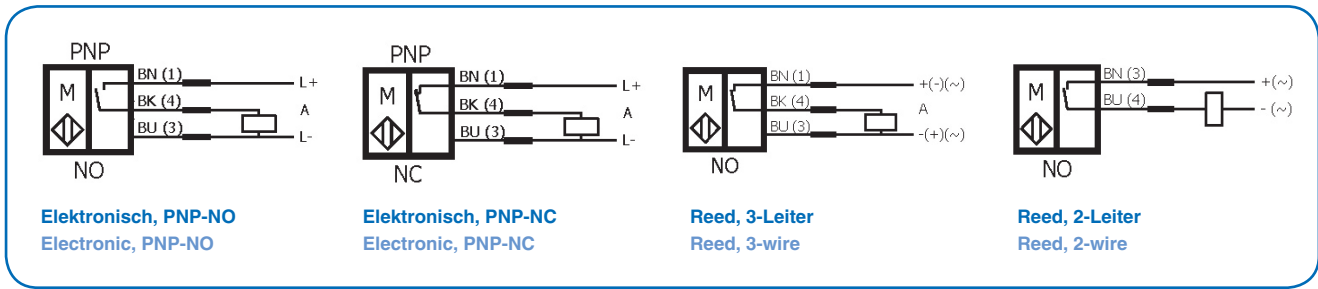 PNP
M
BN (1)
L+
BK (4)
A
BU (3)
L-
NO
Elektronisch, PNP-NO
Electronic, PNP-NO
PNP
M
BN (1)
L+
BK (4)
A
BU (3)
L-
NC
Elektronisch, PNP-NC
Electronic, PNP-NC
M
BN (1)
+(-)(~)
BK (4)
A
BU (3)
-(+)(~)
NO
Reed, 3-Leiter
Reed, 3-wire
M
BN (3)
+(~)
BU (4)
- (~)
NO
Reed, 2-Leiter
Reed, 2-wire